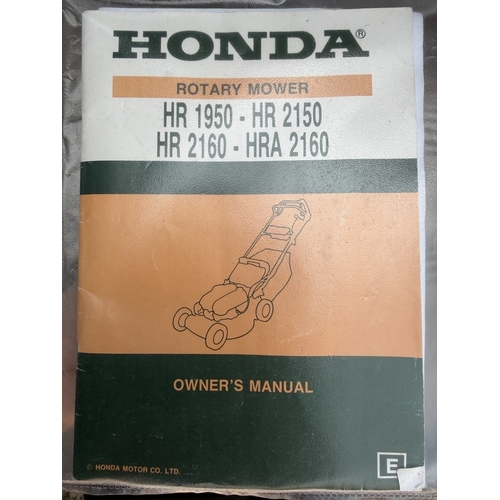 HONDA®
ROTARY MOWER
HR 1950 - HR 2150
HR 2160 - HRA 2160
OWNER'S MANUAL
© HONDA MOTOR CO. LTD.
E